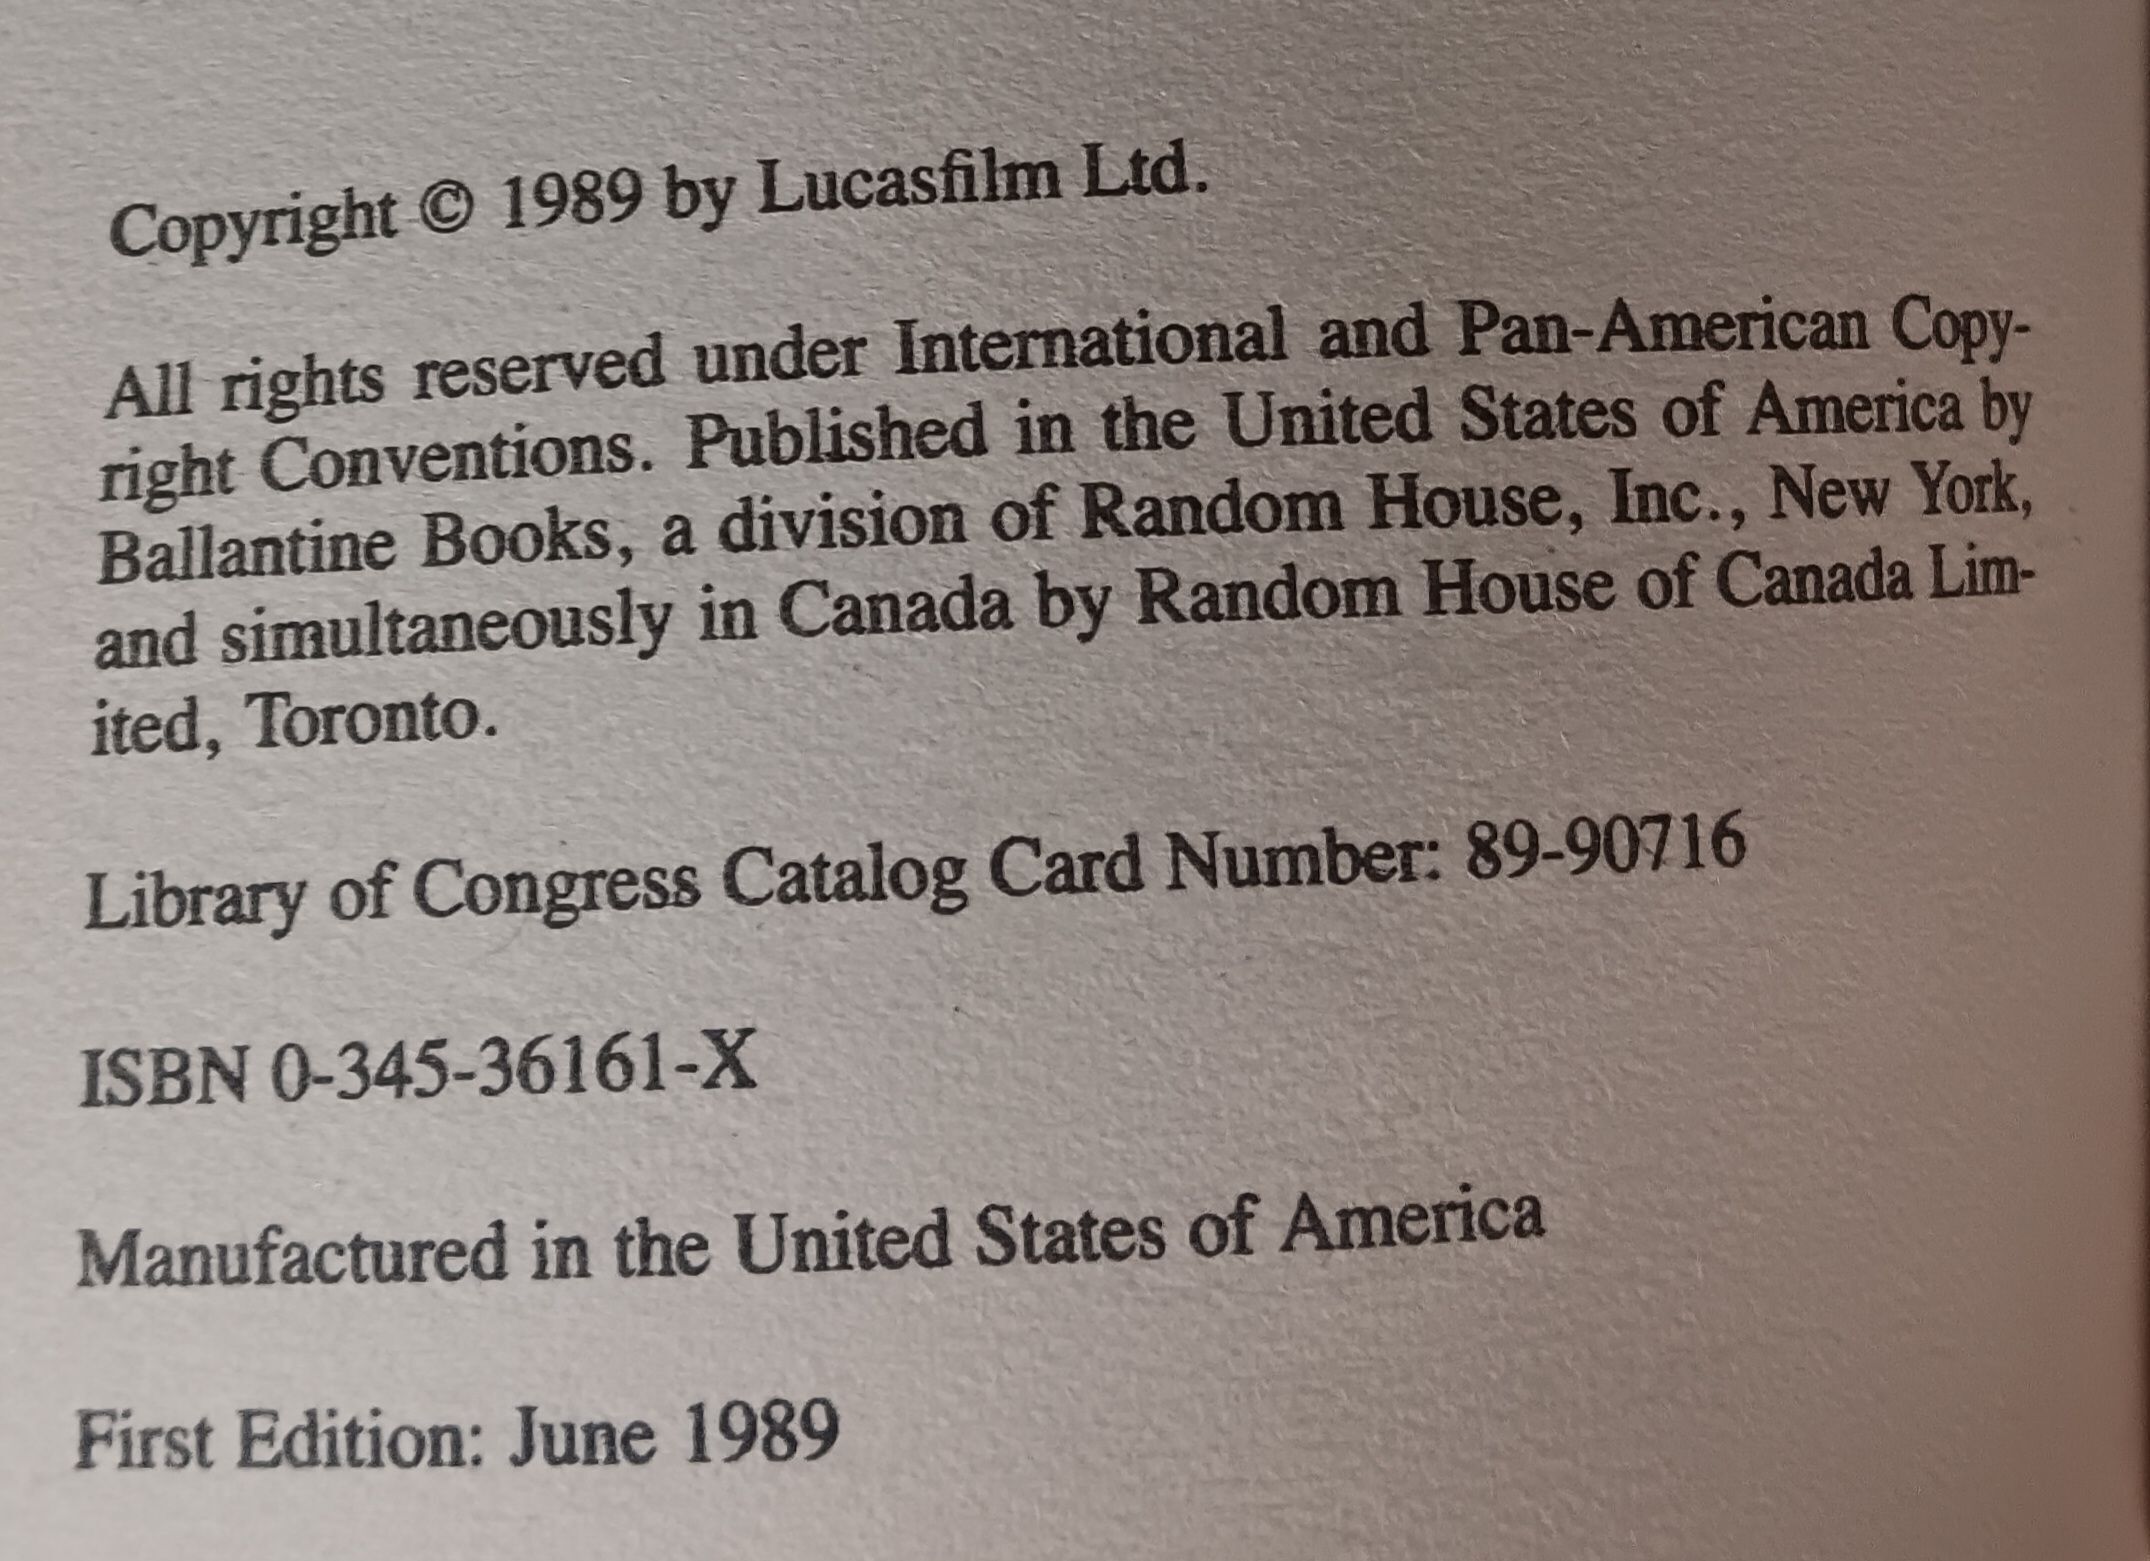 Copyright © 1989 by Lucasfilm Ltd.
All rights reserved under International and Pan-American Copy-
right Conventions. Published in the United States of America by
Ballantine Books, a division of Random House, Inc., New York,
and simultaneously in Canada by Random House of Canada Lim-
ited, Toronto.
Library of Congress Catalog Card Number: 89-90716
ISBN 0-345-36161-X
Manufactured in the United States of America
First Edition: June 1989